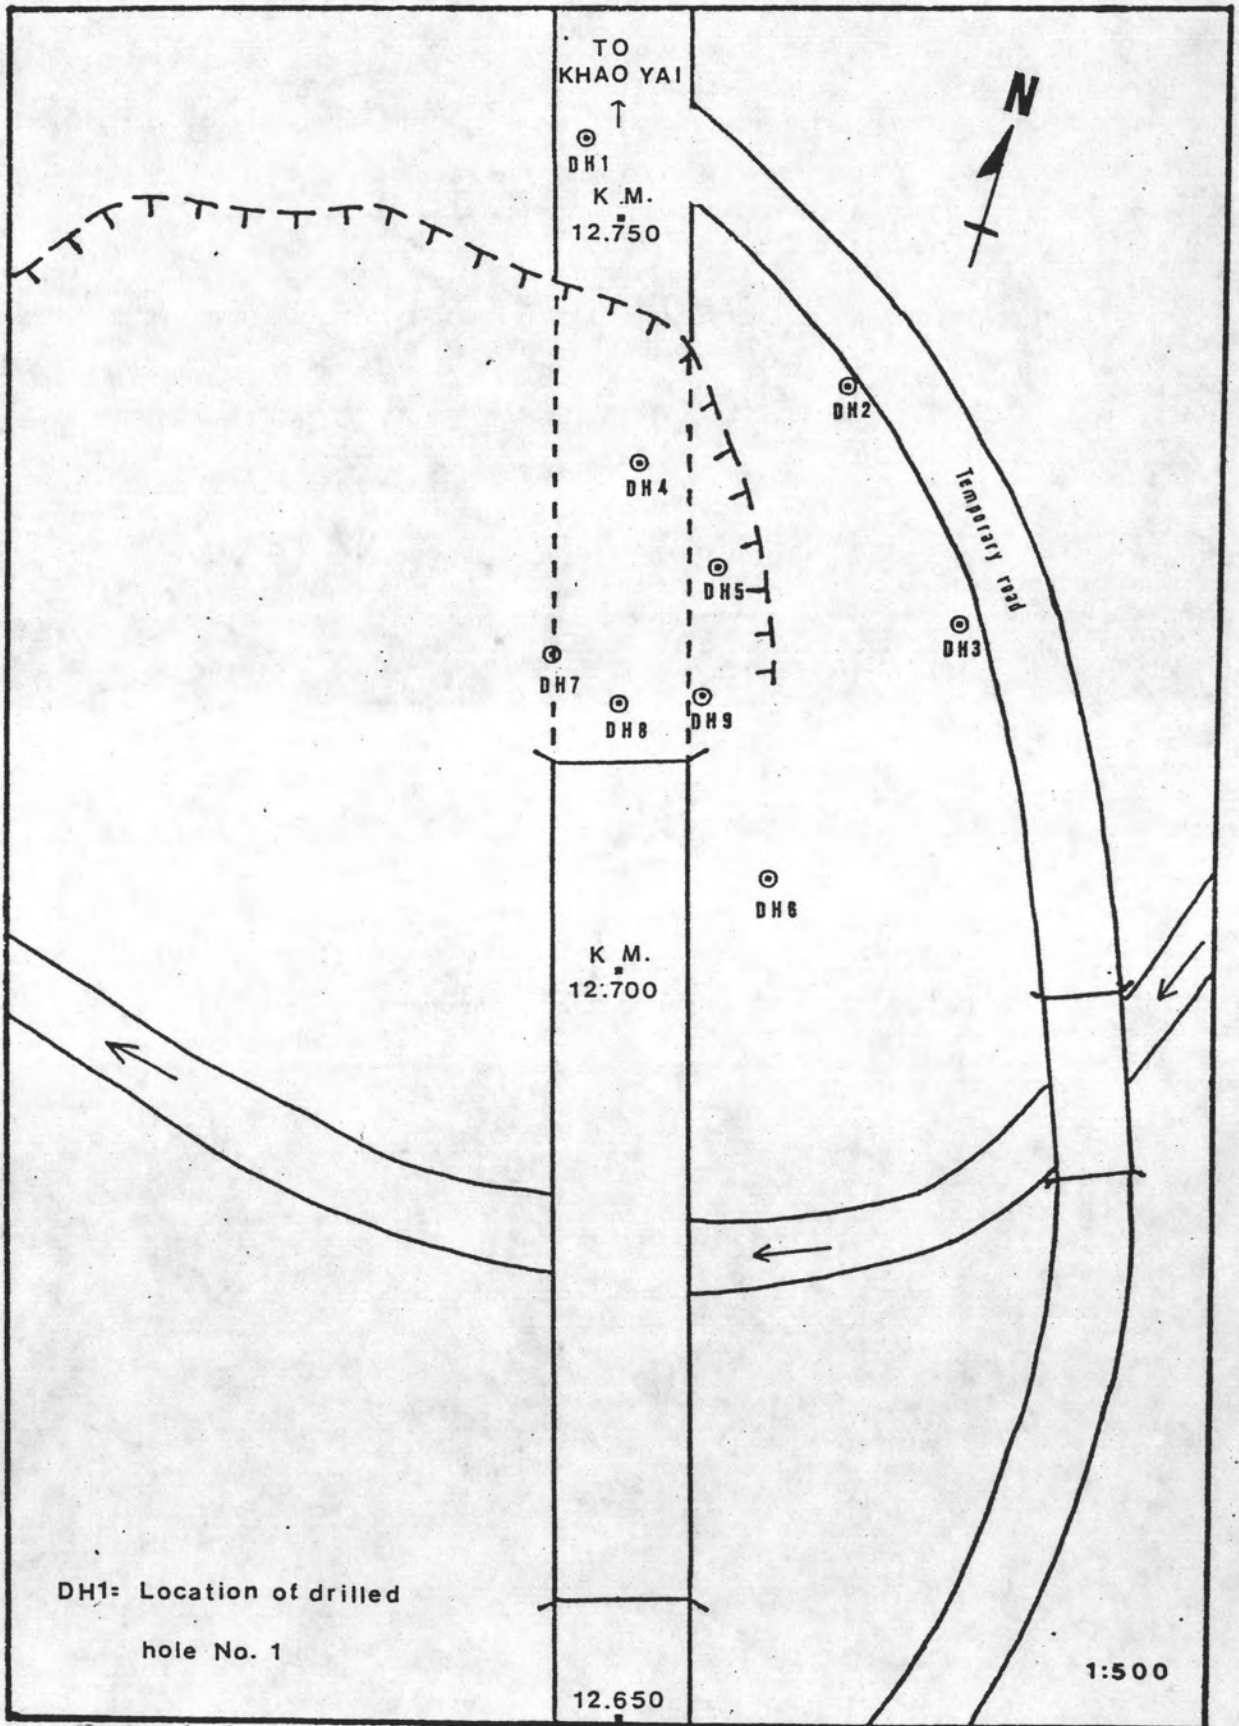 TO
KHAO YAI
N
DH1
K.M.
12.750
DH2
DH4
Temporary road
DH5
DH3
DH7
DH8
DH9
DH6
K M.
12.700
DH1= Location of drilled
hole No. 1
1:500
12.650